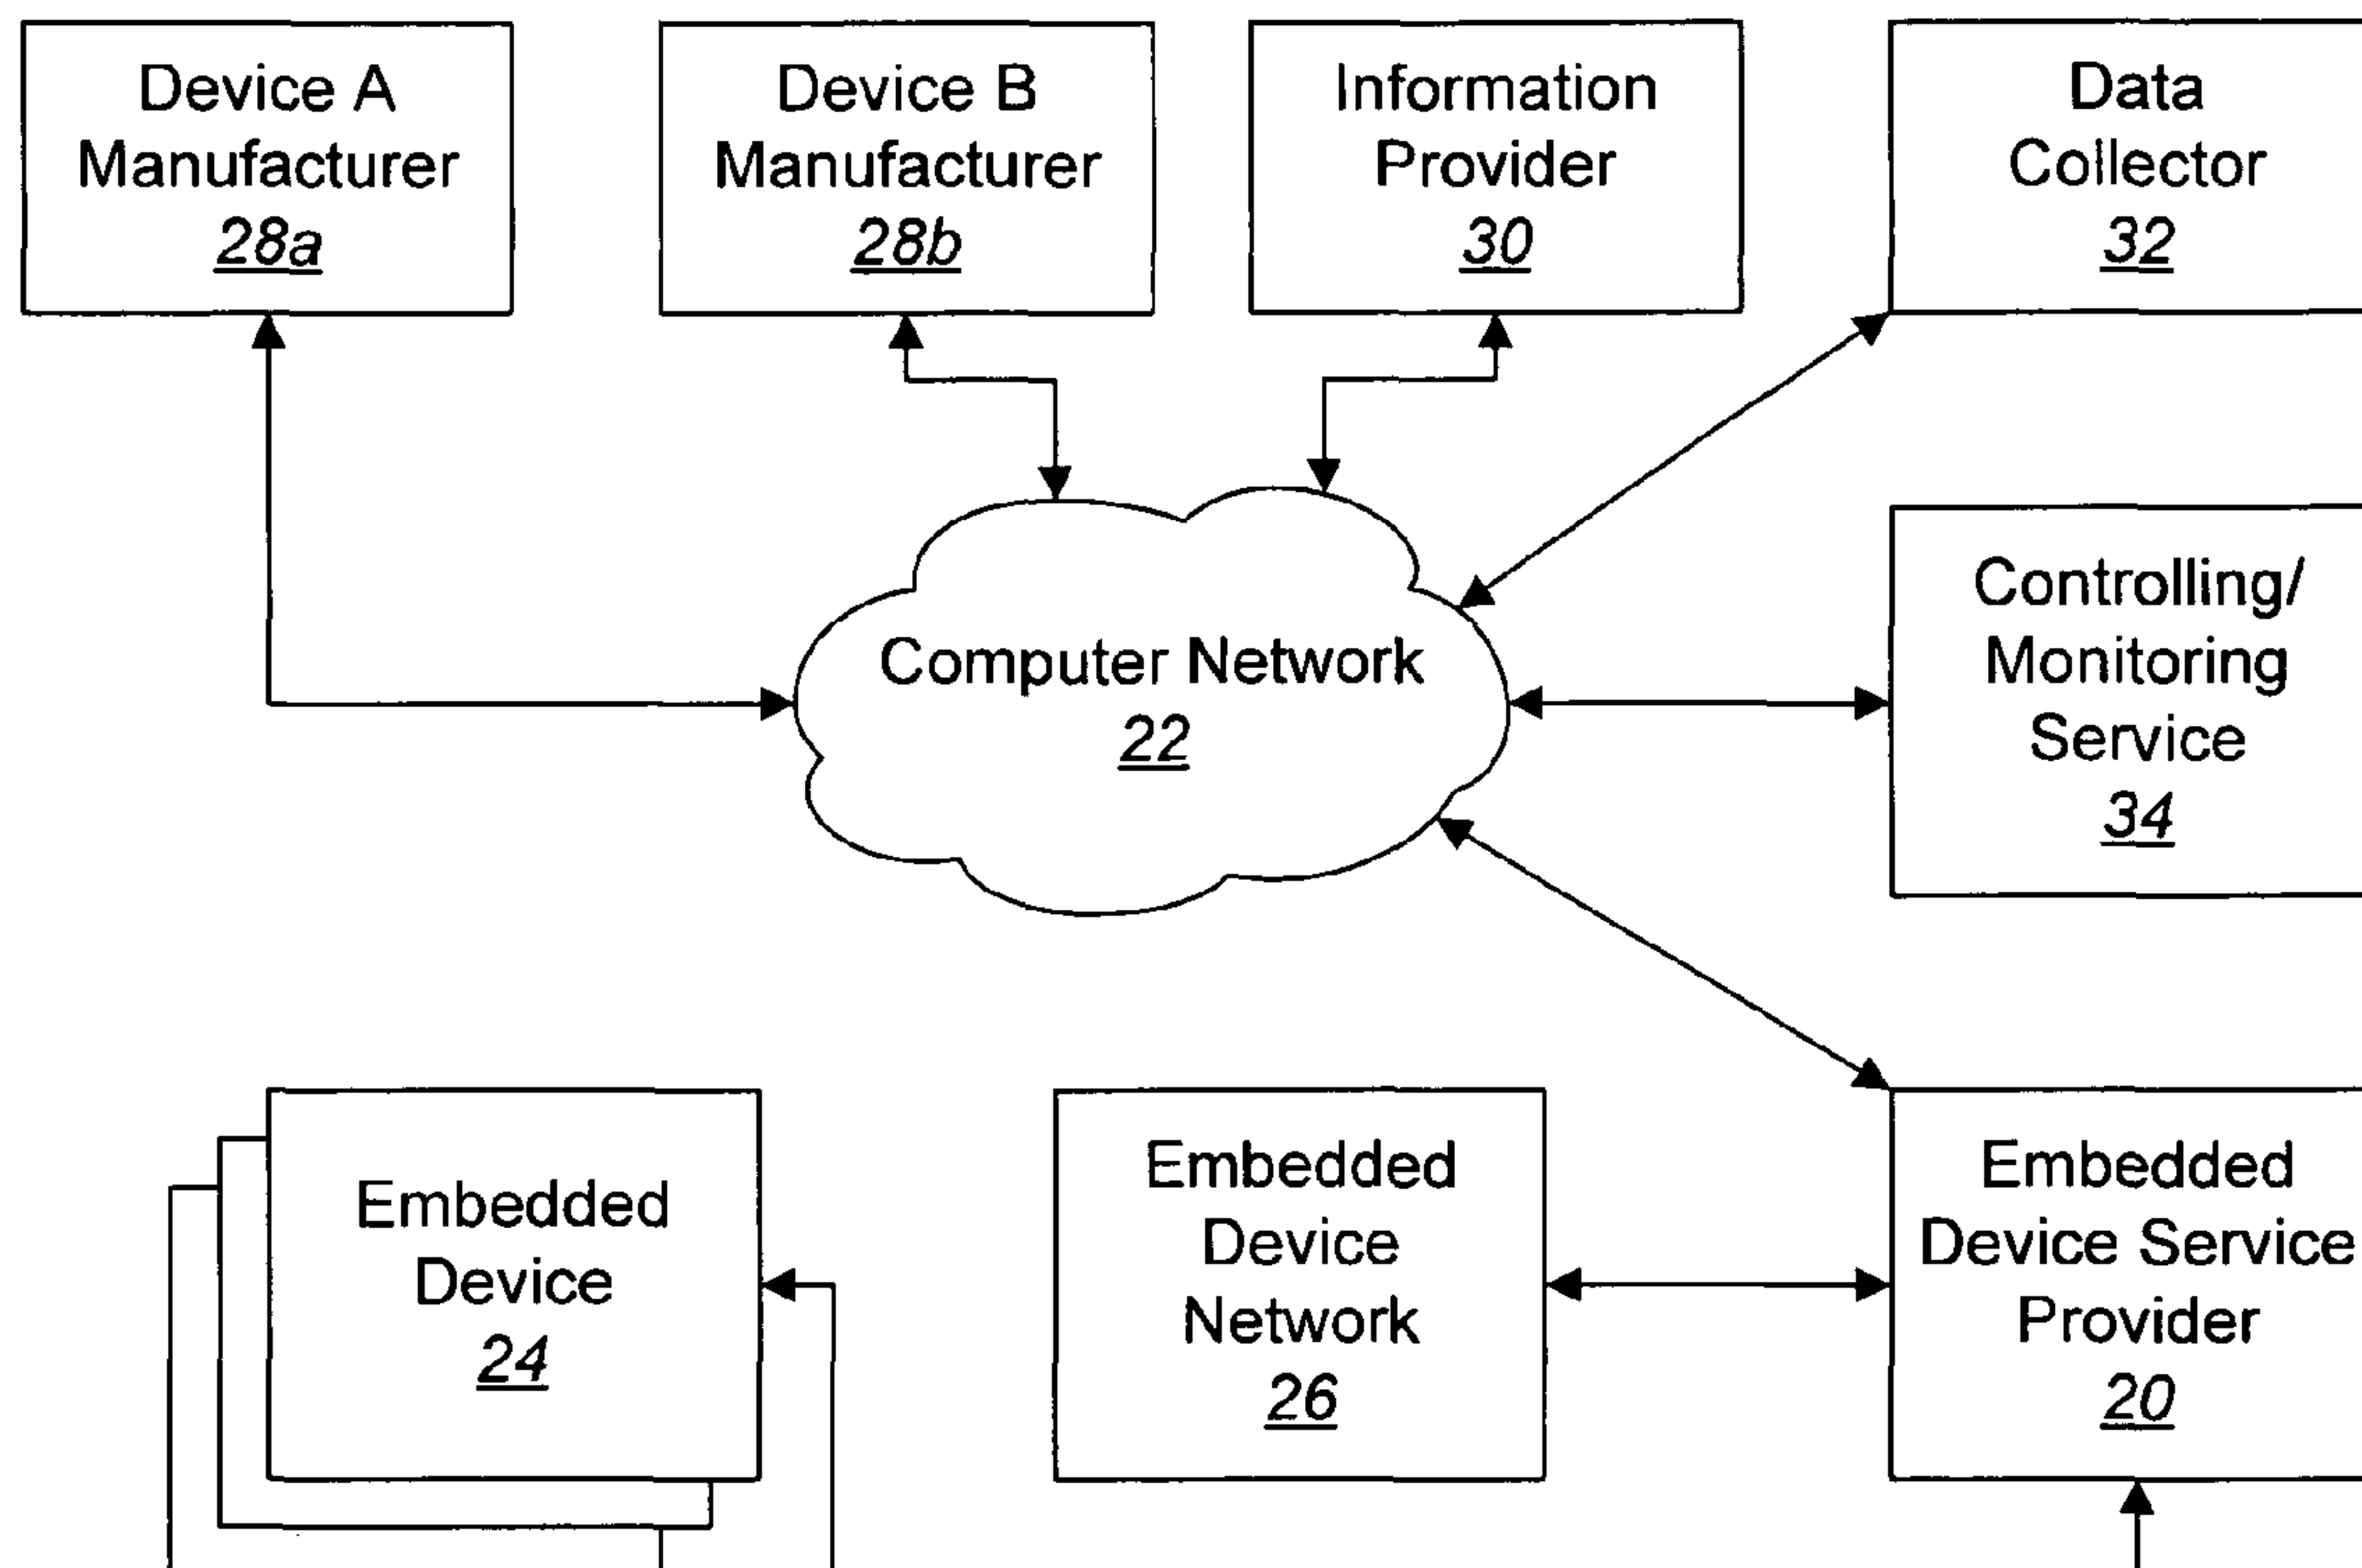 Device A
Manufacturer
28a
Device B
Manufacturer
28b
Information
Provider
30
Data
Collector
32
Computer Network
22
Controlling/
Monitoring
Service
34
Embedded
Device
24
Embedded
Device
Network
26
Embedded
Device Service
Provider
20